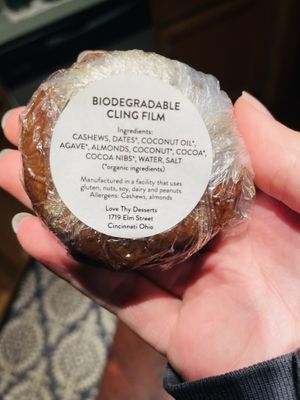 BIODEGRADABLE
CLING FILM
Ingredients:
CASHEWS, DATES*, COCONUT OIL*,
AGAVE*, ALMONDS, COCONUT*, COCOA*,
COCOA NIBS*, WATER, SALT
(*organic ingredients)
Manufactured in a facility that uses
gluten, nuts, soy, dairy and peanuts
Allergens: Cashews, almonds
Love Thy Desserts
1719 Elm Street
Cincinnati Ohio